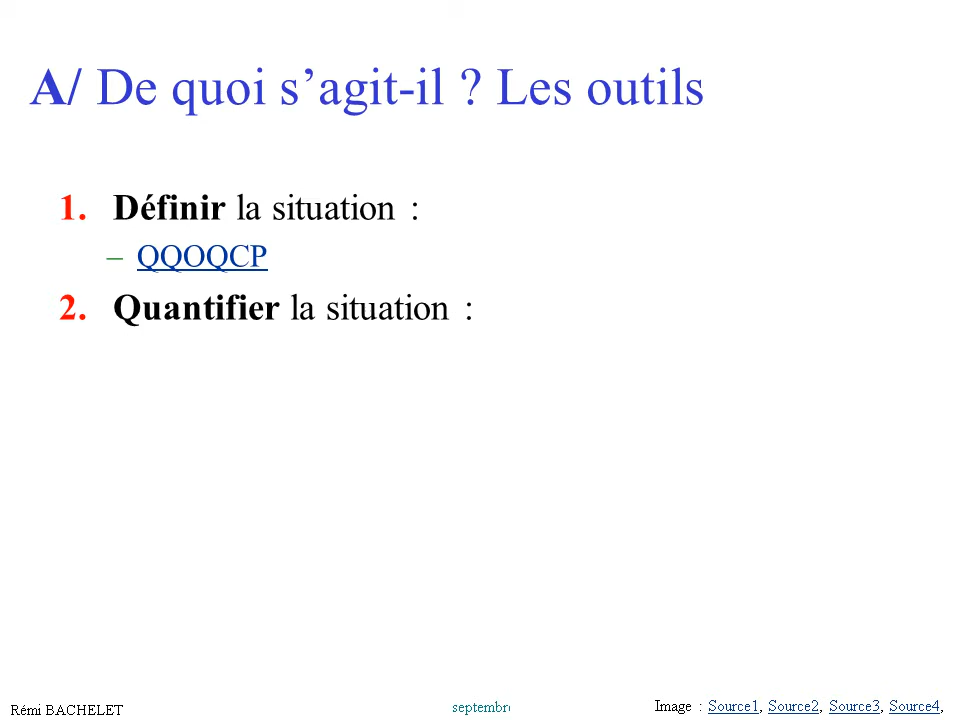 A/ De quoi s’agit-il ? Les outils
1. Définir la situation :
– QQOQCP
2. Quantifier la situation :
Rémi BACHELET
septembre
Image : Source1, Source2, Source3, Source4,